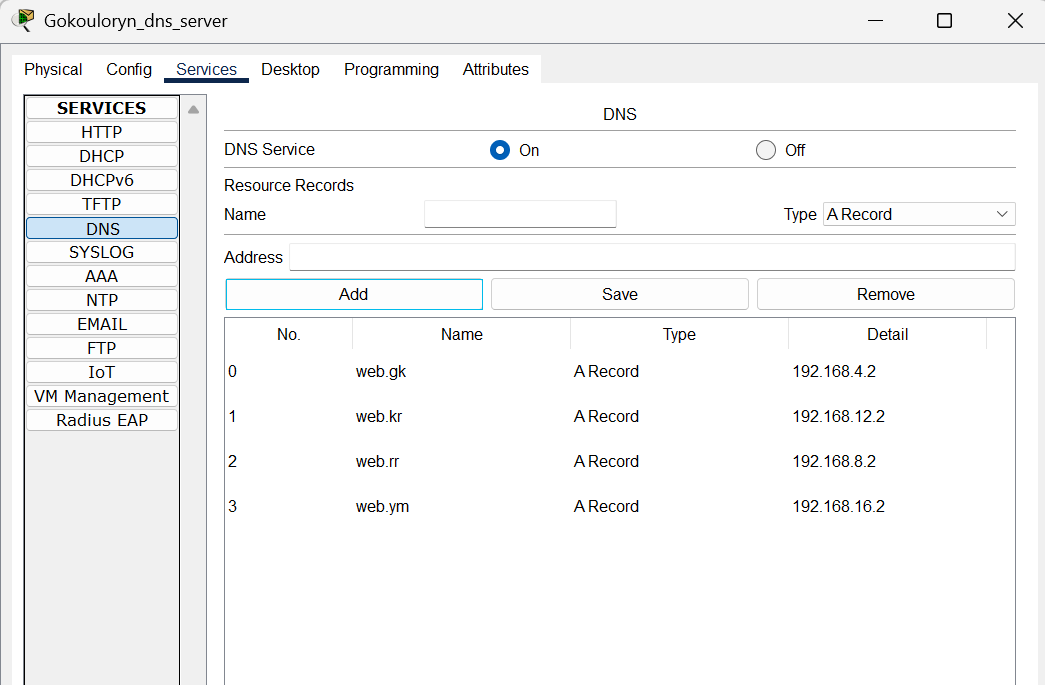 Gokouloryn_dns_server
Physical Config Services Desktop Programming Attributes
SERVICES
HTTP
DHCP
DHCPv6
TFTP
DNS
SYSLOG
AAA
NTP
EMAIL
FTP
IoT
VM Management
Radius EAP
DNS
DNS Service On Off
Resource Records
Name Type A Record
Address
Add Save Remove
No. Name Type Detail
0 web.gk A Record 192.168.4.2
1 web.kr A Record 192.168.12.2
2 web.rr A Record 192.168.8.2
3 web.ym A Record 192.168.16.2